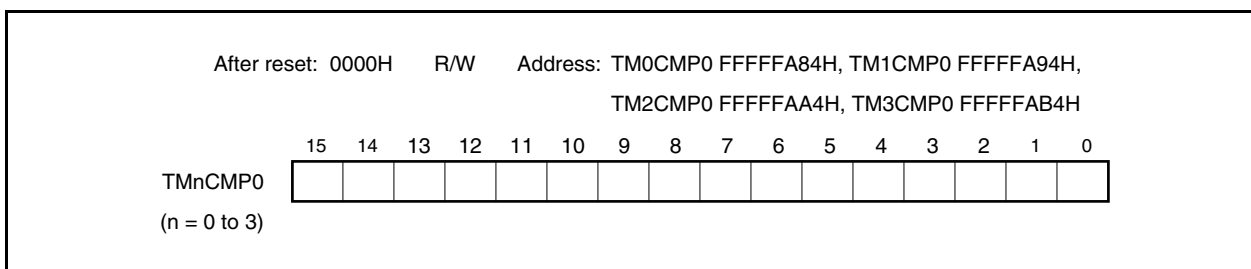 After reset: 0000H R/W Address: TM0CMP0 FFFFFA84H, TM1CMP0 FFFFFA94H,
TM2CMP0 FFFFFAA4H, TM3CMP0 FFFFFAB4H
15 14 13 12 11 10 9 8 7 6 5 4 3 2 1 0
TMnCMP0
(n = 0 to 3)